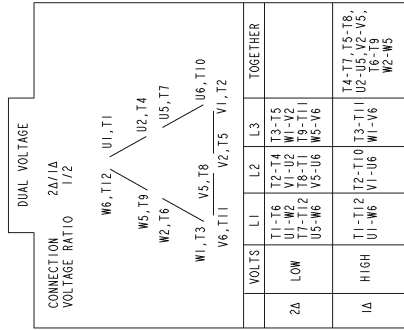 DUAL VOLTAGE
CONNECTION 2Δ/1Δ
VOLTAGE RATIO 1/2
W6,T12 U1,T1
W5,T9 U2,T4
W2,T6 U5,T7
W1,T3 V5,T8 U6,T10
V6,T11 V2,T5 V1,T2
VOLTS L1 L2 L3 TOGETHER
2Δ LOW T1-T6 T2-T4 T3-T5
U1-W2 V1-U2 W1-V2
T7-T12 T8-T1 T9-T11
U5-W6 V5-U6 W5-V6
1Δ HIGH T1-T12 T2-T10 T3-T11 T4-T7,T5-T8,
U1-W6 V1-U6 W1-V6 U2-U5,V2-V5,
T6-T9
W2-W5